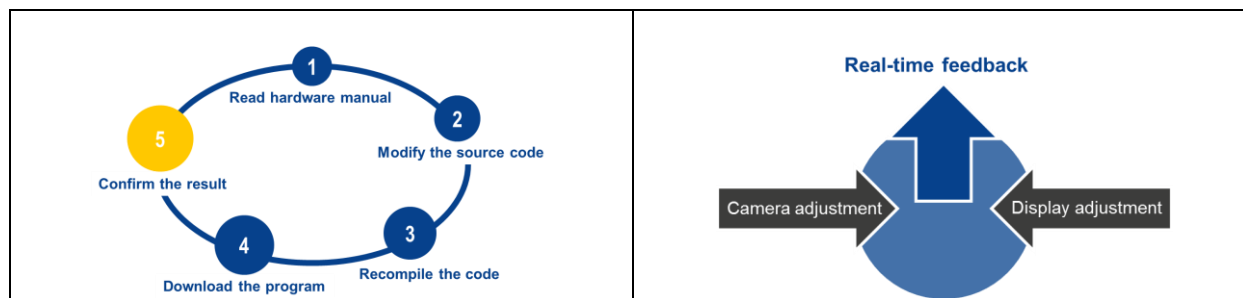 1
Read hardware manual
2
Modify the source code
3
Recompile the code
4
Download the program
5
Confirm the result
Real-time feedback
Camera adjustment
Display adjustment